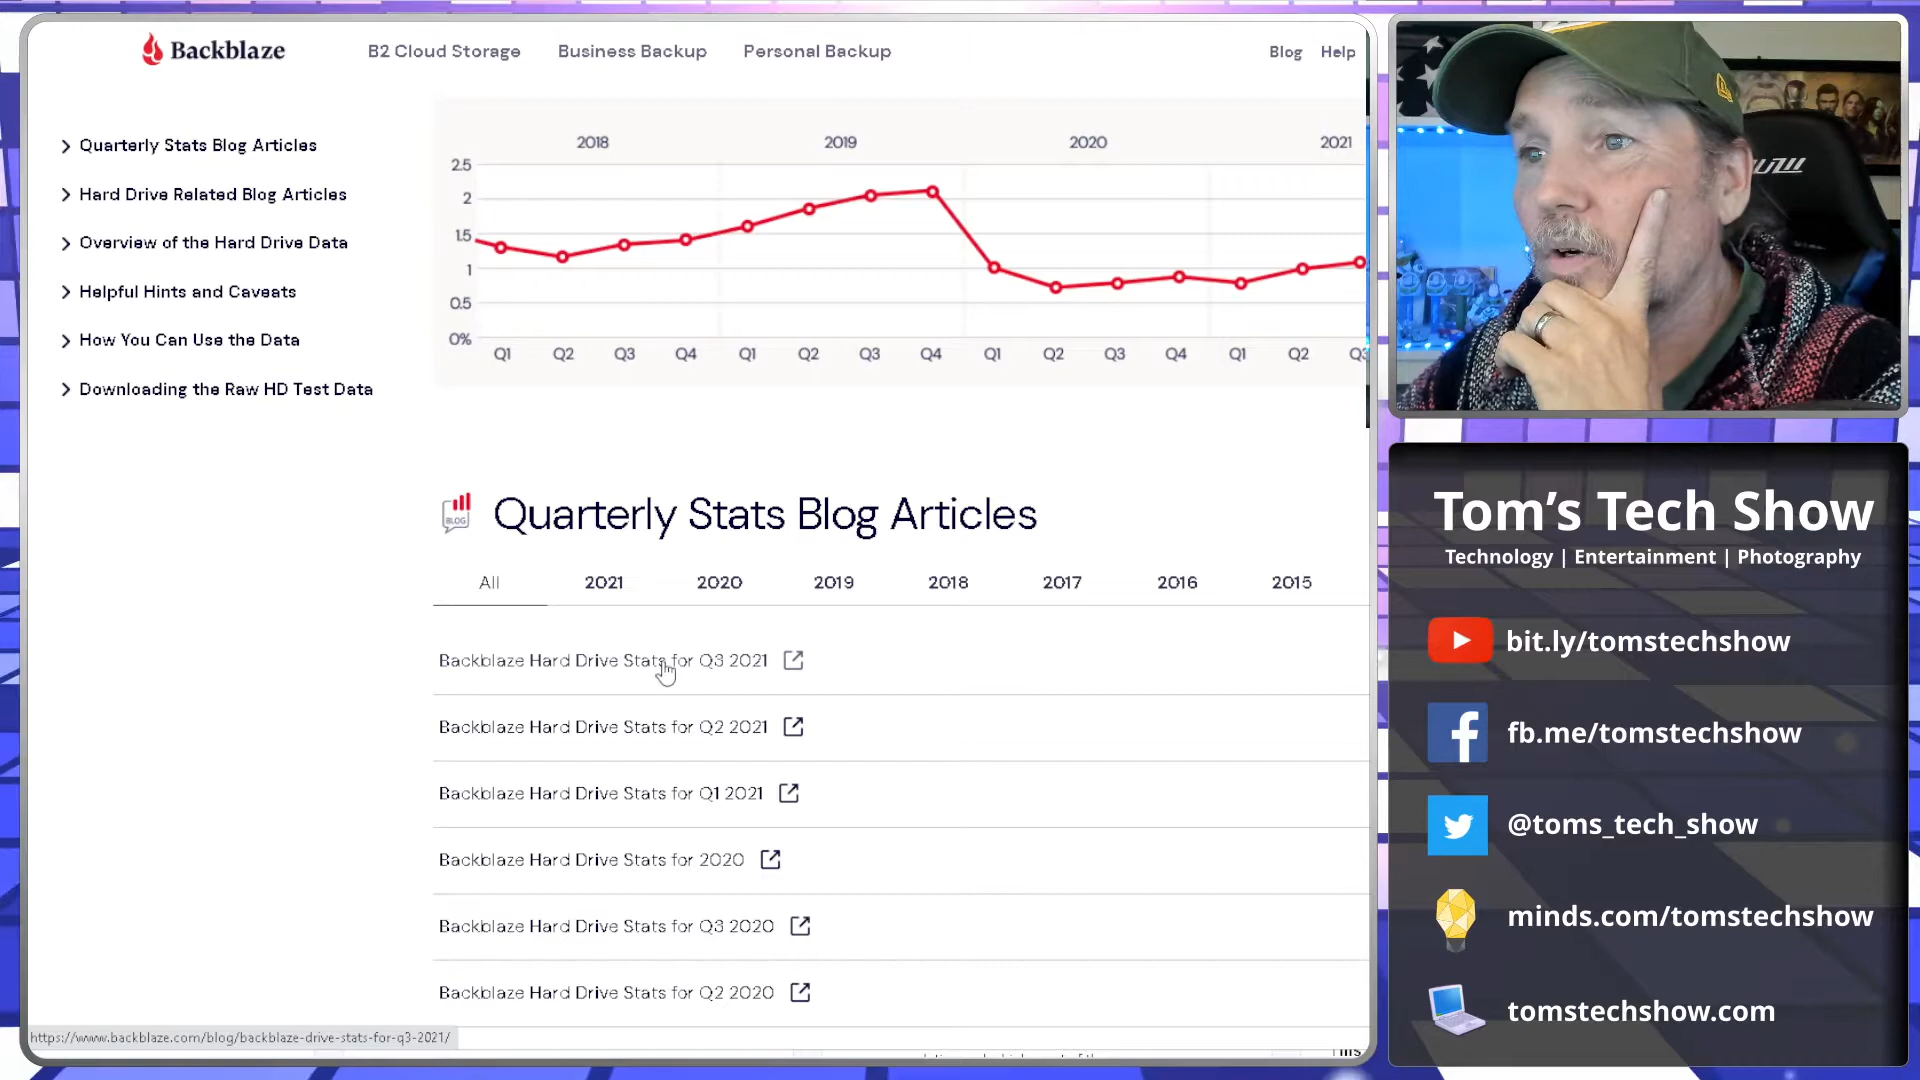 Backblaze
B2 Cloud Storage
Business Backup
Personal Backup
Blog
Help
Quarterly Stats Blog Articles
Hard Drive Related Blog Articles
Overview of the Hard Drive Data
Helpful Hints and Caveats
How You Can Use the Data
Downloading the Raw HD Test Data
2018 2019 2020 2021
2.5
2
1.5
1
0.5
0%
Q1 Q2 Q3 Q4 Q1 Q2 Q3 Q4 Q1 Q2 Q3 Q4 Q1 Q2 Q3
BLOG
Quarterly Stats Blog Articles
All 2021 2020 2019 2018 2017 2016 2015
Backblaze Hard Drive Stats for Q3 2021
Backblaze Hard Drive Stats for Q2 2021
Backblaze Hard Drive Stats for Q1 2021
Backblaze Hard Drive Stats for 2020
Backblaze Hard Drive Stats for Q3 2020
Backblaze Hard Drive Stats for Q2 2020
https://www.backblaze.com/blog/backblaze-drive-stats-for-q3-2021/
Tom's Tech Show
Technology | Entertainment | Photography
bit.ly/tomstechshow
fb.me/tomstechshow
@toms_tech_show
minds.com/tomstechshow
tomstechshow.com